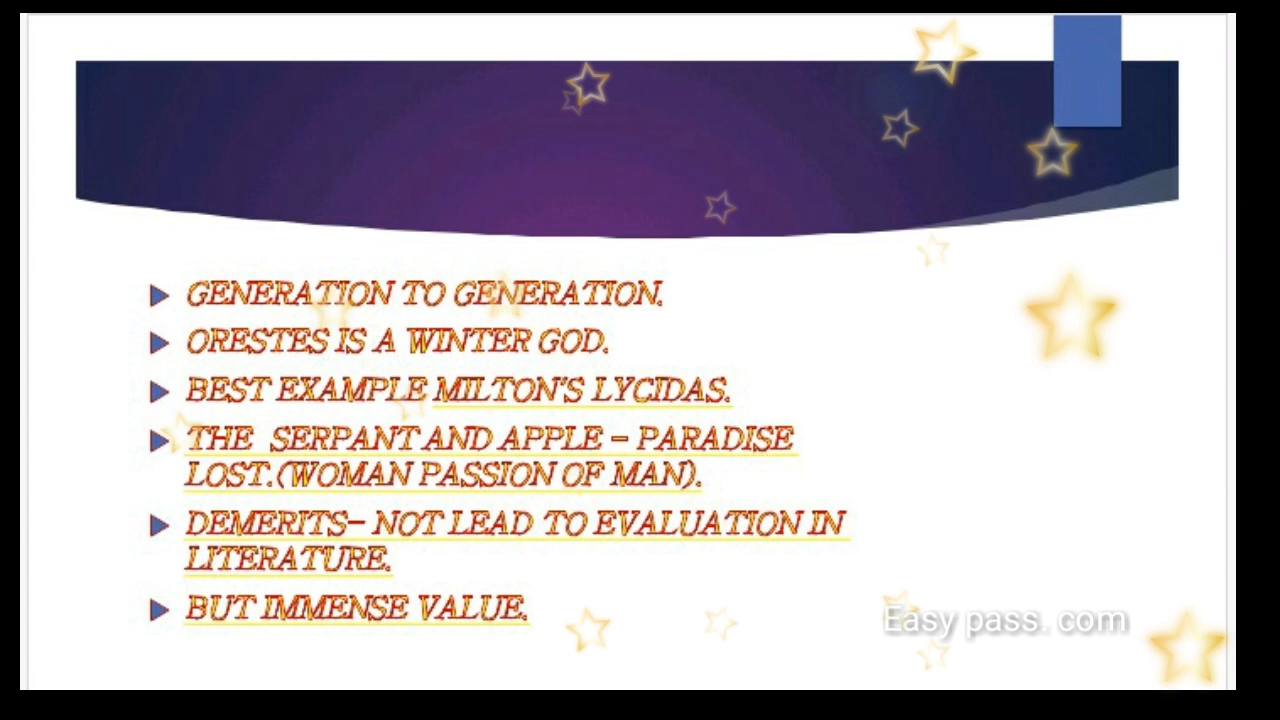 GENERATION TO GENERATION.
ORESTES IS A WINTER GOD.
BEST EXAMPLE MILTON'S LYCIDAS.
THE SERPANT AND APPLE – PARADISE
LOST.(WOMAN PASSION OF MAN).
DEMERITS– NOT LEAD TO EVALUATION IN
LITERATURE.
BUT IMMENSE VALUE.
Easy pass. com